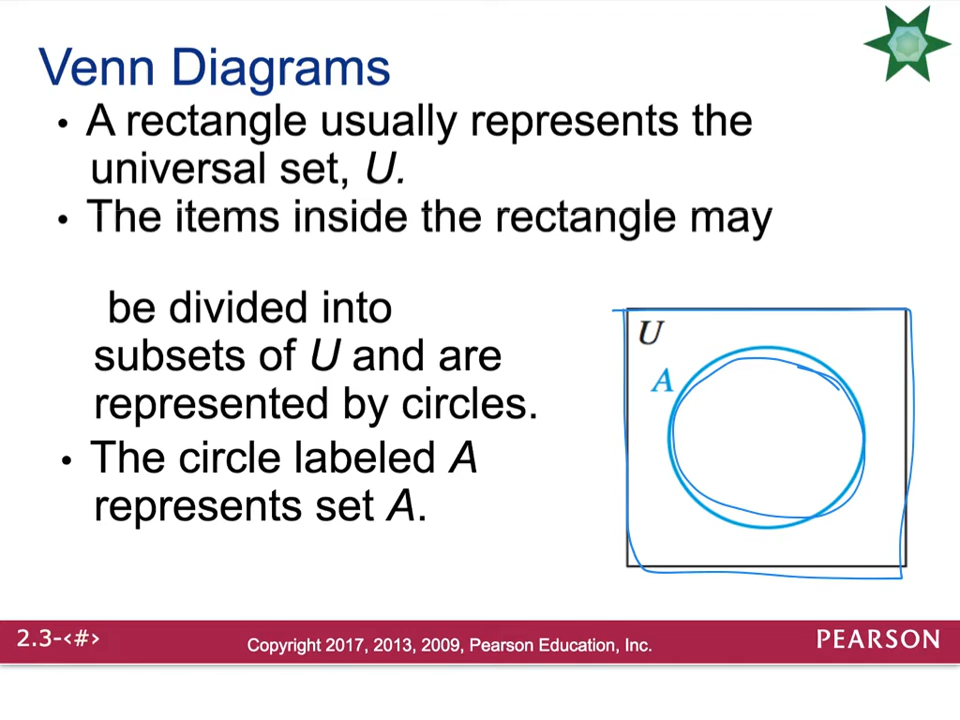 Venn Diagrams
• A rectangle usually represents the
universal set, U.
• The items inside the rectangle may
be divided into
subsets of U and are
represented by circles.
• The circle labeled A
represents set A.
U
A
2.3-<#>
Copyright 2017, 2013, 2009, Pearson Education, Inc.
PEARSON